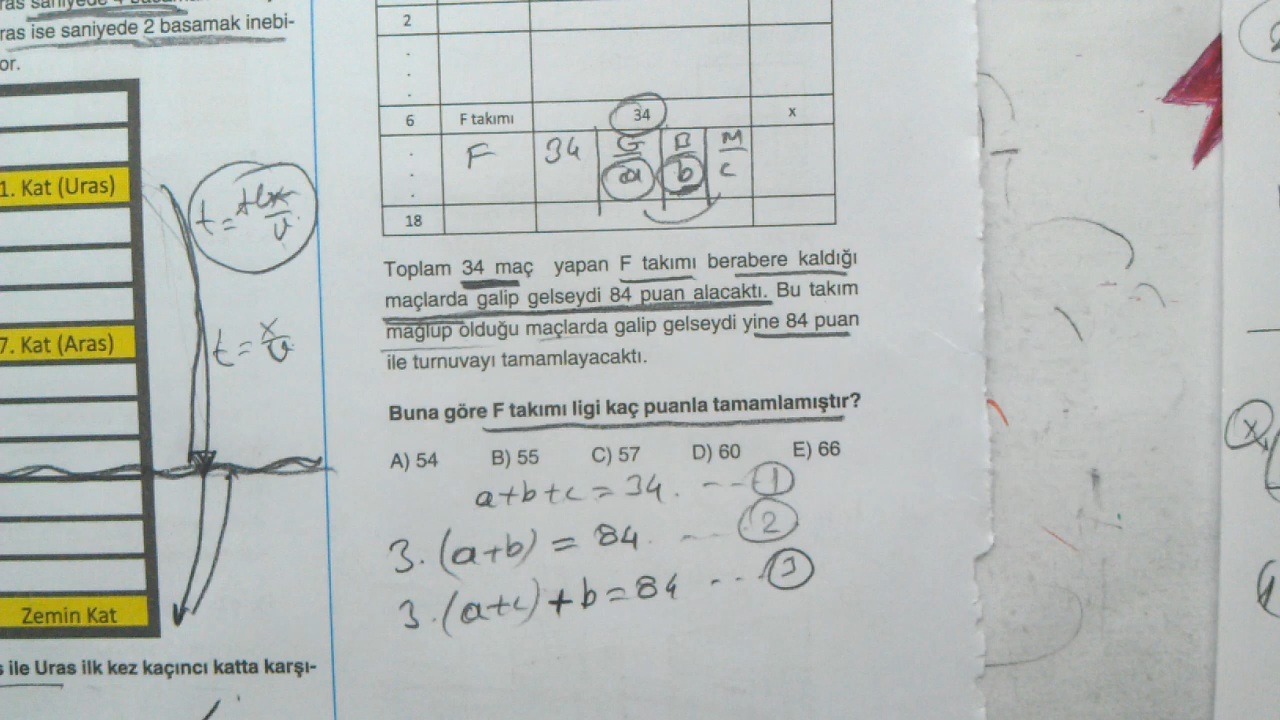 ras saniyede 4
ras ise saniyede 2 basamak inebi-
or.
1. Kat (Uras)
7. Kat (Aras)
Zemin Kat
ile Uras ilk kez kaçıncı katta karşı-
t = x/v
2
6 F takımı 34 x
F 34 G B M
a b c
18
Toplam 34 maç yapan F takımı berabere kaldığı
maçlarda galip gelseydi 84 puan alacaktı. Bu takım
mağlup olduğu maçlarda galip gelseydi yine 84 puan
ile turnuvayı tamamlayacaktı.
Buna göre F takımı ligi kaç puanla tamamlamıştır?
A) 54 B) 55 C) 57 D) 60 E) 66
a+b+c = 34. --- 1
3.(a+b) = 84. --- 2
3.(a+c)+b=84 --- 3